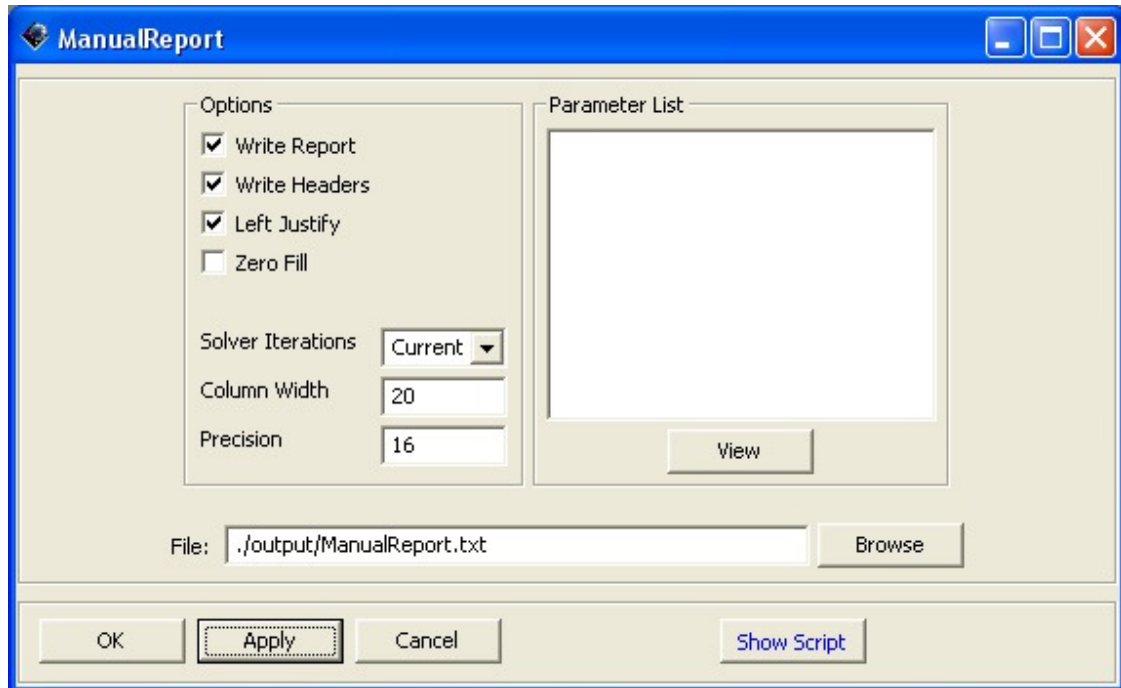 ManualReport
Options
Write Report
Write Headers
Left Justify
Zero Fill
Solver Iterations Current
Column Width 20
Precision 16
Parameter List
View
File: ./output/ManualReport.txt Browse
OK Apply Cancel Show Script